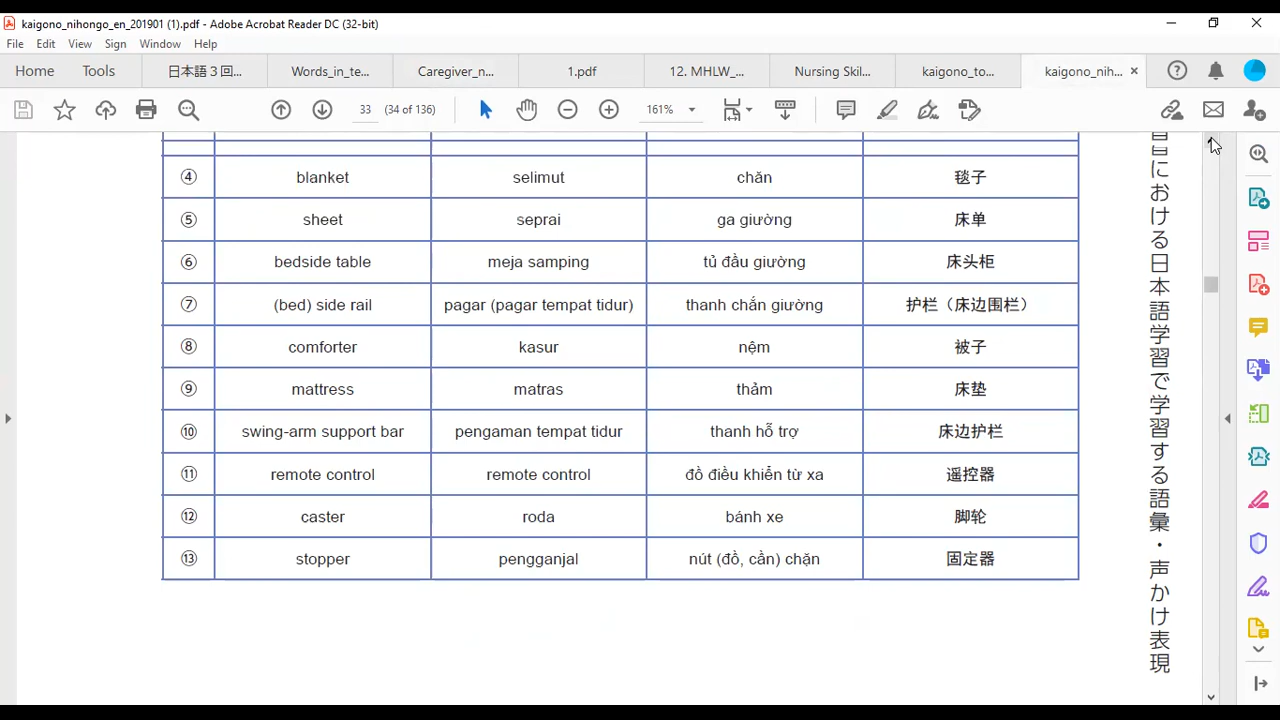 kaigono_nihongo_en_201901 (1).pdf - Adobe Acrobat Reader DC (32-bit)
File Edit View Sign Window Help
Home Tools 日本語３回... Words_in_te... Caregiver_n... 1.pdf 12. MHLW_... Nursing Skil... kaigono_to... kaigono_nih... ×
33 (34 of 136) 161%
④ blanket selimut chăn 毯子
⑤ sheet seprai ga giường 床单
⑥ bedside table meja samping tủ đầu giường 床头柜
⑦ (bed) side rail pagar (pagar tempat tidur) thanh chắn giường 护栏（床边围栏）
⑧ comforter kasur nệm 被子
⑨ mattress matras thảm 床垫
⑩ swing-arm support bar pengaman tempat tidur thanh hỗ trợ 床边护栏
⑪ remote control remote control đồ điều khiển từ xa 遥控器
⑫ caster roda bánh xe 脚轮
⑬ stopper pengganjal nút (đồ, cần) chặn 固定器
における日本語学習で学習する語彙・声かけ表現